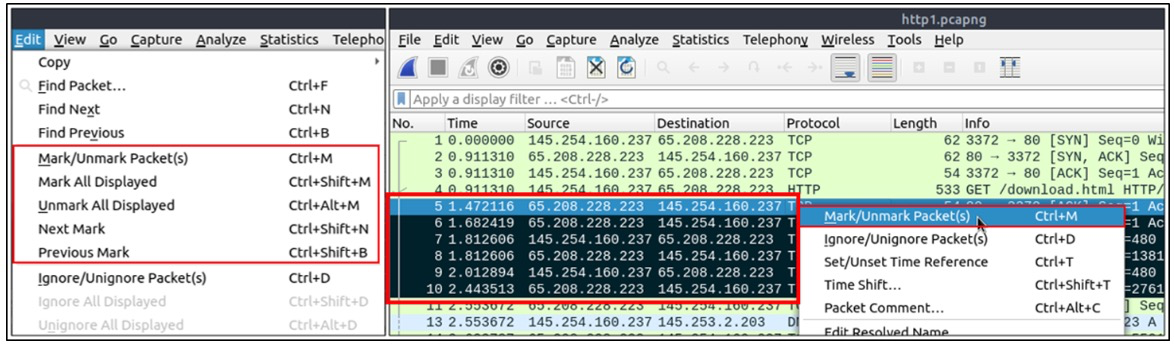 Edit View Go Capture Analyze Statistics Telepho
Copy
Find Packet... Ctrl+F
Find Next Ctrl+N
Find Previous Ctrl+B
Mark/Unmark Packet(s) Ctrl+M
Mark All Displayed Ctrl+Shift+M
Unmark All Displayed Ctrl+Alt+M
Next Mark Ctrl+Shift+N
Previous Mark Ctrl+Shift+B
Ignore/Unignore Packet(s) Ctrl+D
Ignore All Displayed Ctrl+Shift+D
Unignore All Displayed Ctrl+Alt+D
http1.pcapng
File Edit View Go Capture Analyze Statistics Telephony Wireless Tools Help
Apply a display filter ... <Ctrl-/>
No. Time Source Destination Protocol Length Info
1 0.000000 145.254.160.237 65.208.228.223 TCP 62 3372 → 80 [SYN] Seq=0 Wi
2 0.911310 65.208.228.223 145.254.160.237 TCP 62 80 → 3372 [SYN, ACK] Seq
3 0.911310 145.254.160.237 65.208.228.223 TCP 54 3372 → 80 [ACK] Seq=1 Ac
4 0.911310 145.254.160.237 65.208.228.223 HTTP 533 GET /download.html HTTP/
5 1.472116 65.208.228.223 145.254.160.237 =1 Ac
6 1.682419 65.208.228.223 145.254.160.237 T =1 Ac
7 1.812606 145.254.160.237 65.208.228.223 T =480
8 1.812606 65.208.228.223 145.254.160.237 T =1381
9 2.012894 145.254.160.237 65.208.228.223 T =480
10 2.443513 65.208.228.223 145.254.160.237 T =2761
11 2.553672 65.208.228.223 145.254.160.237 ] Seq
13 2.553672 145.254.160.237 145.253.2.203 DN 23 A
Mark/Unmark Packet(s) Ctrl+M
Ignore/Unignore Packet(s) Ctrl+D
Set/Unset Time Reference Ctrl+T
Time Shift... Ctrl+Shift+T
Packet Comment... Ctrl+Alt+C
Edit Resolved Name